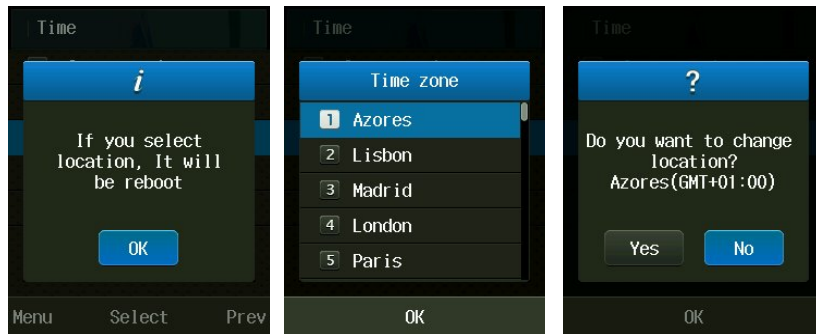 Time
i
If you select
location, It will
be reboot
OK
Menu Select Prev
Time
Time zone
1 Azores
2 Lisbon
3 Madrid
4 London
5 Paris
OK
Time
?
Do you want to change
location?
Azores(GMT+01:00)
Yes No
OK